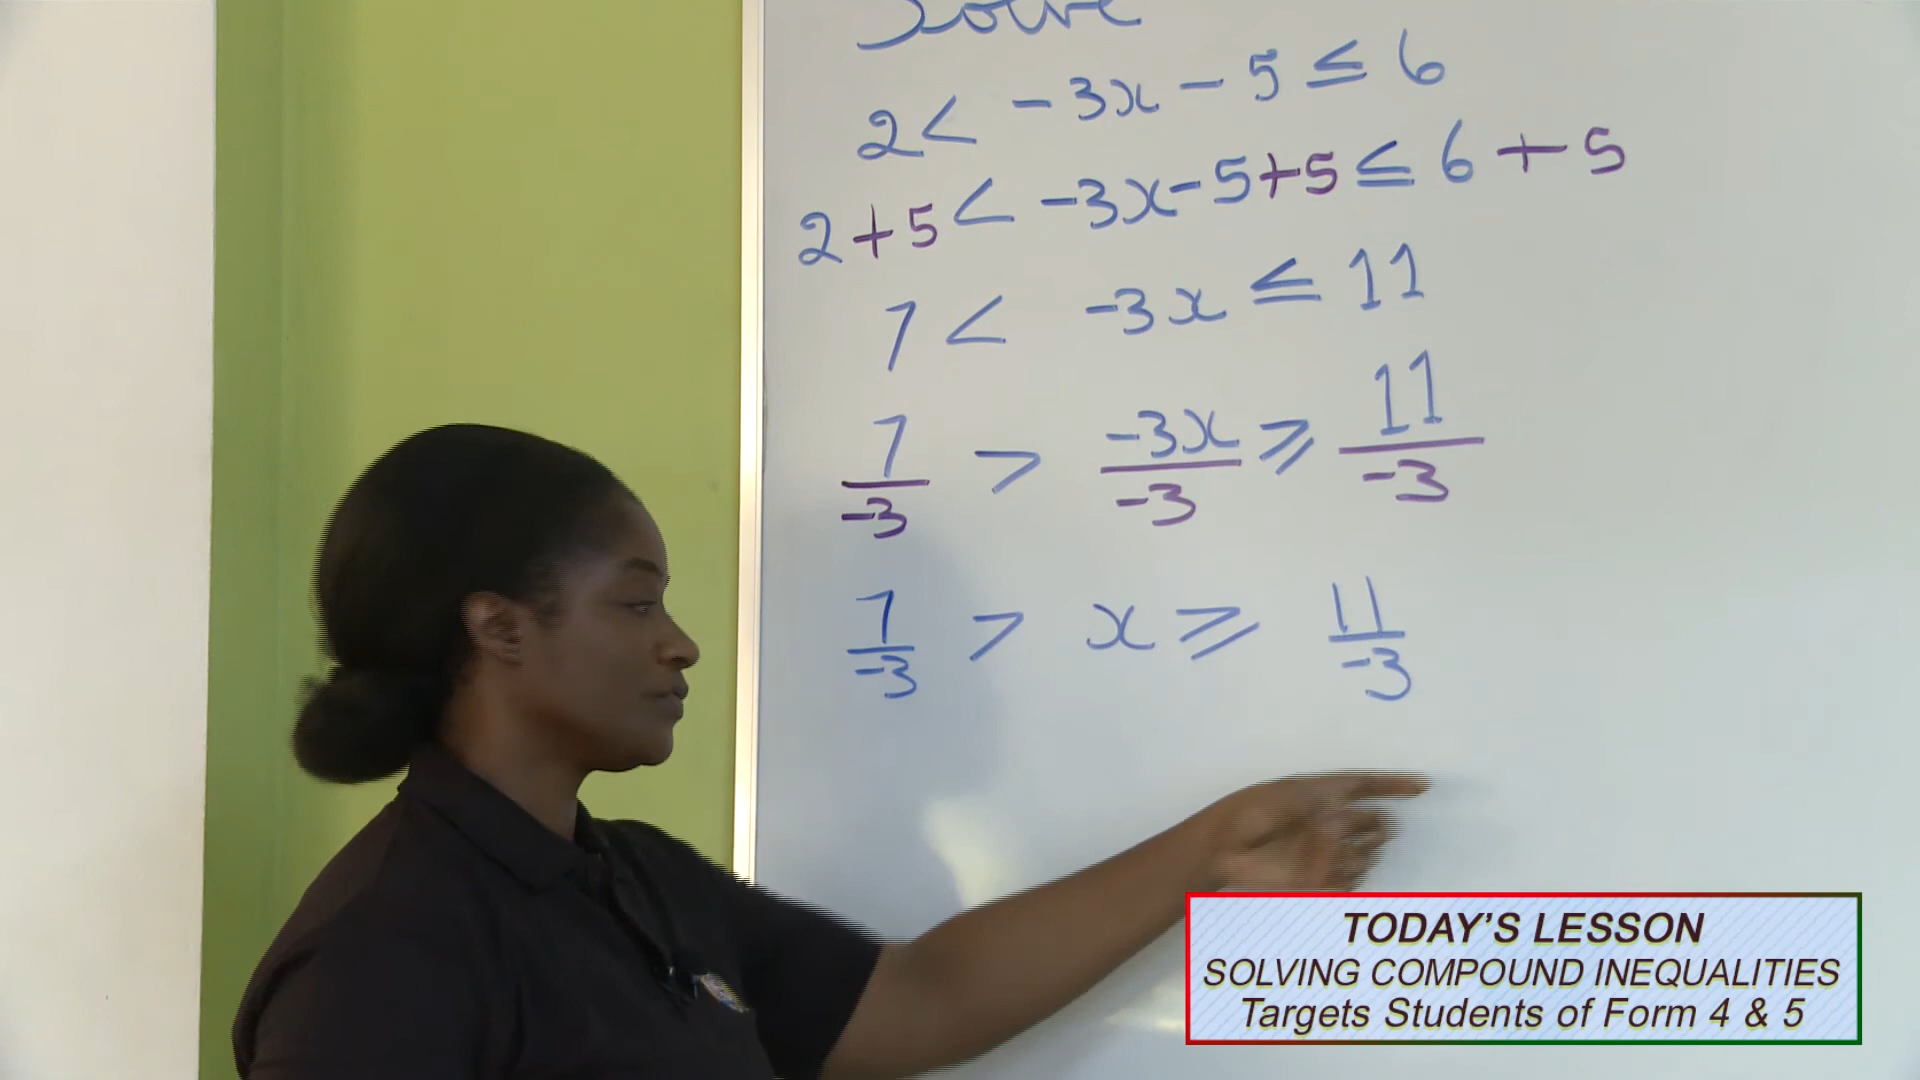 Solve
2 < -3x - 5 ≤ 6
2 + 5 < -3x - 5 + 5 ≤ 6 + 5
7 < -3x ≤ 11
7/-3 > -3x/-3 ≥ 11/-3
7/-3 > x ≥ 11/-3
TODAY'S LESSON
SOLVING COMPOUND INEQUALITIES
Targets Students of Form 4 & 5